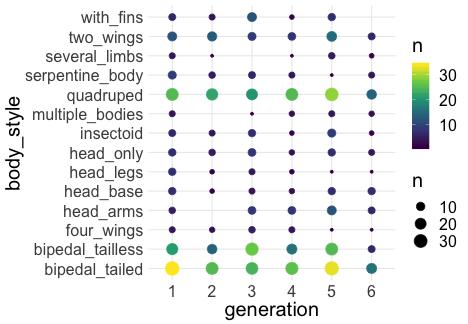 with_fins
two_wings
several_limbs
serpentine_body
quadruped
multiple_bodies
insectoid
head_only
head_legs
head_base
head_arms
four_wings
bipedal_tailless
bipedal_tailed
body_style
1 2 3 4 5 6
generation
n
30
20
10
n
10
20
30